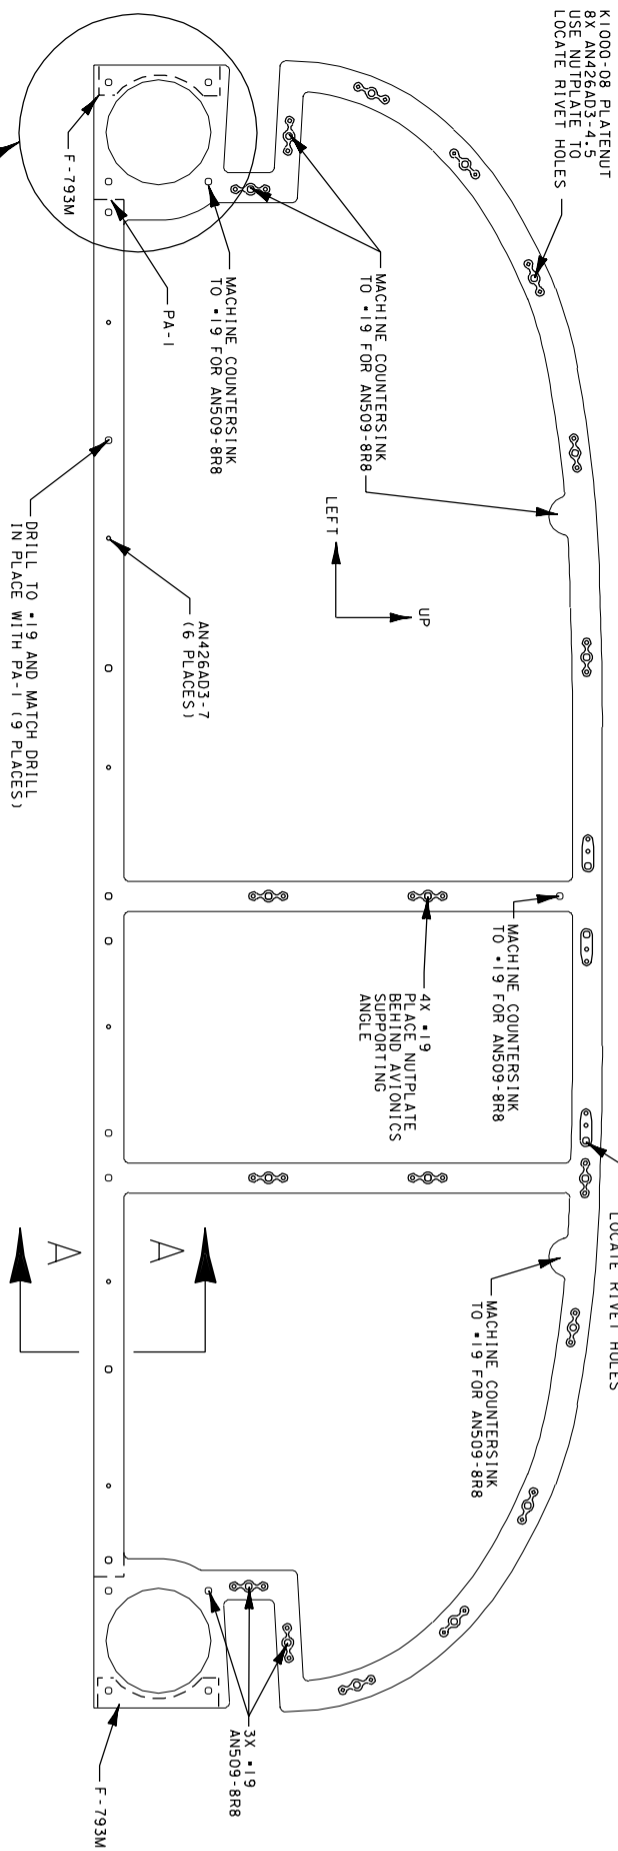 K1000-08 PLATENUT
8X AN426AD3-4.5
USE NUTPLATE TO
LOCATE RIVET HOLES
LOCATE RIVET HOLES
MACHINE COUNTERSINK
TO .19 FOR AN509-8R8
MACHINE COUNTERSINK
TO .19 FOR AN509-8R8
F-793M
PA-1
LEFT
UP
DRILL TO .19 AND MATCH DRILL
IN PLACE WITH PA-1 (9 PLACES)
AN426AD3-7
(6 PLACES)
MACHINE COUNTERSINK
TO .19 FOR AN509-8R8
4X .19
PLACE NUTPLATE
BEHIND AVIONICS
SUPPORTING
ANGLE
MACHINE COUNTERSINK
TO .19 FOR AN509-8R8
A
A
3X .19
AN509-8R8
F-793M